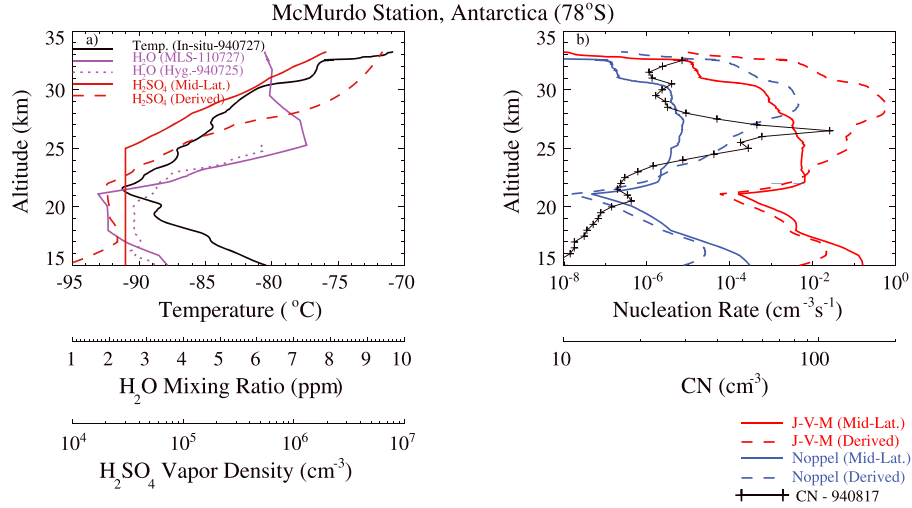 McMurdo Station, Antarctica (78°S)
a)
Temp. (In-situ-940727)
H2O (MLS-110727)
H2O (Hyg.-940725)
H2SO4 (Mid-Lat.)
H2SO4 (Derived)
Altitude (km)
35
30
25
20
15
-95 -90 -85 -80 -75 -70
Temperature ( °C)
1 2 3 4 5 6 7 8 9 10
H2O Mixing Ratio (ppm)
10^4 10^5 10^6 10^7
H2SO4 Vapor Density (cm^-3)
b)
Altitude (km)
35
30
25
20
15
10^-8 10^-6 10^-4 10^-2 10^0
Nucleation Rate (cm^-3s^-1)
10 100
CN (cm^-3)
J-V-M (Mid-Lat.)
J-V-M (Derived)
Noppel (Mid-Lat.)
Noppel (Derived)
CN - 940817